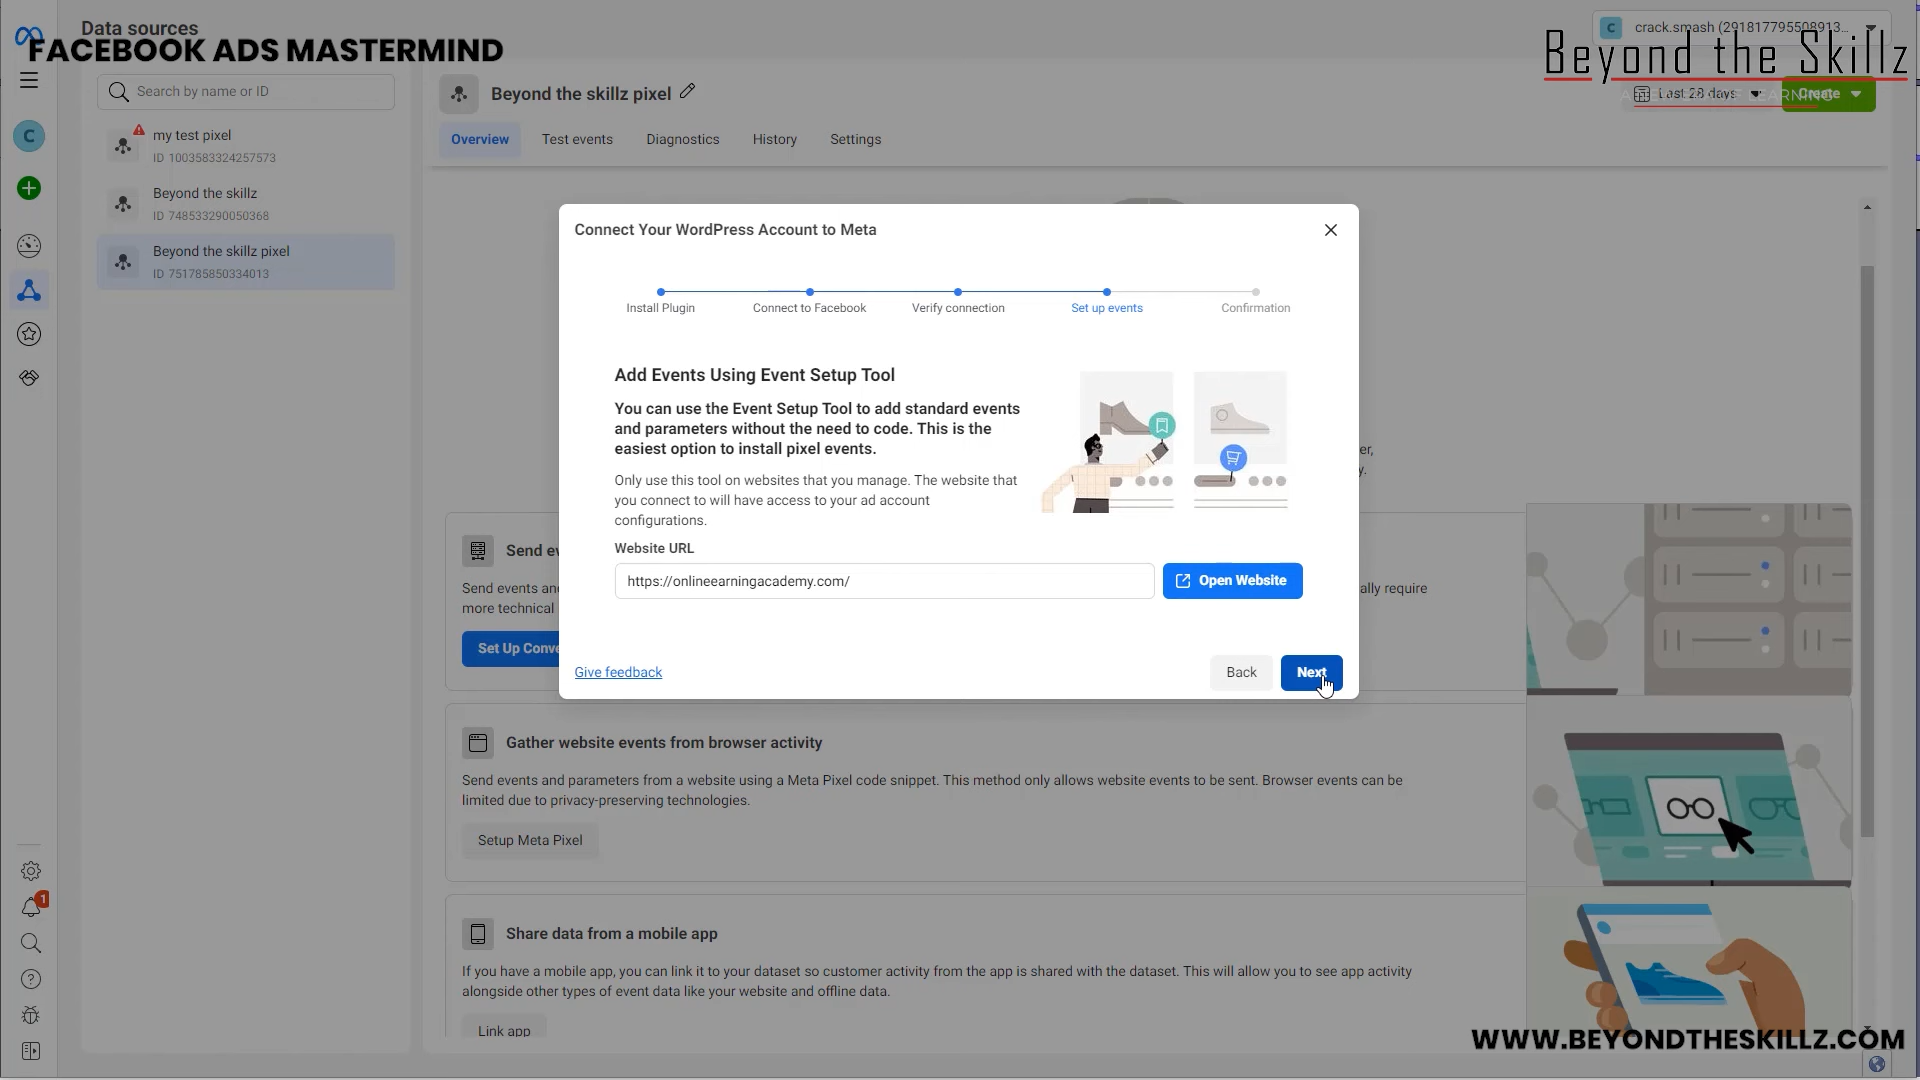 Data sources
FACEBOOK ADS MASTERMIND
C crack.smash (291817795508913...
Beyond the Skillz
Search by name or ID
Beyond the skillz pixel
Last 28 days
Create
Overview
Test events
Diagnostics
History
Settings
C
my test pixel
ID 1003583324257573
Beyond the skillz
ID 748533290050368
Beyond the skillz pixel
ID 751785850334013
Connect Your WordPress Account to Meta
Install Plugin
Connect to Facebook
Verify connection
Set up events
Confirmation
Add Events Using Event Setup Tool
You can use the Event Setup Tool to add standard events
and parameters without the need to code. This is the
easiest option to install pixel events.
Only use this tool on websites that you manage. The website that
you connect to will have access to your ad account
configurations.
Website URL
https://onlineearningacademy.com/
Open Website
Give feedback
Back
Next
er,
y.
Send ev
Send events an
ally require
more technical
Set Up Conve
Gather website events from browser activity
Send events and parameters from a website using a Meta Pixel code snippet. This method only allows website events to be sent. Browser events can be
limited due to privacy-preserving technologies.
Setup Meta Pixel
Share data from a mobile app
If you have a mobile app, you can link it to your dataset so customer activity from the app is shared with the dataset. This will allow you to see app activity
alongside other types of event data like your website and offline data.
Link app
1
WWW.BEYONDTHESKILLZ.COM